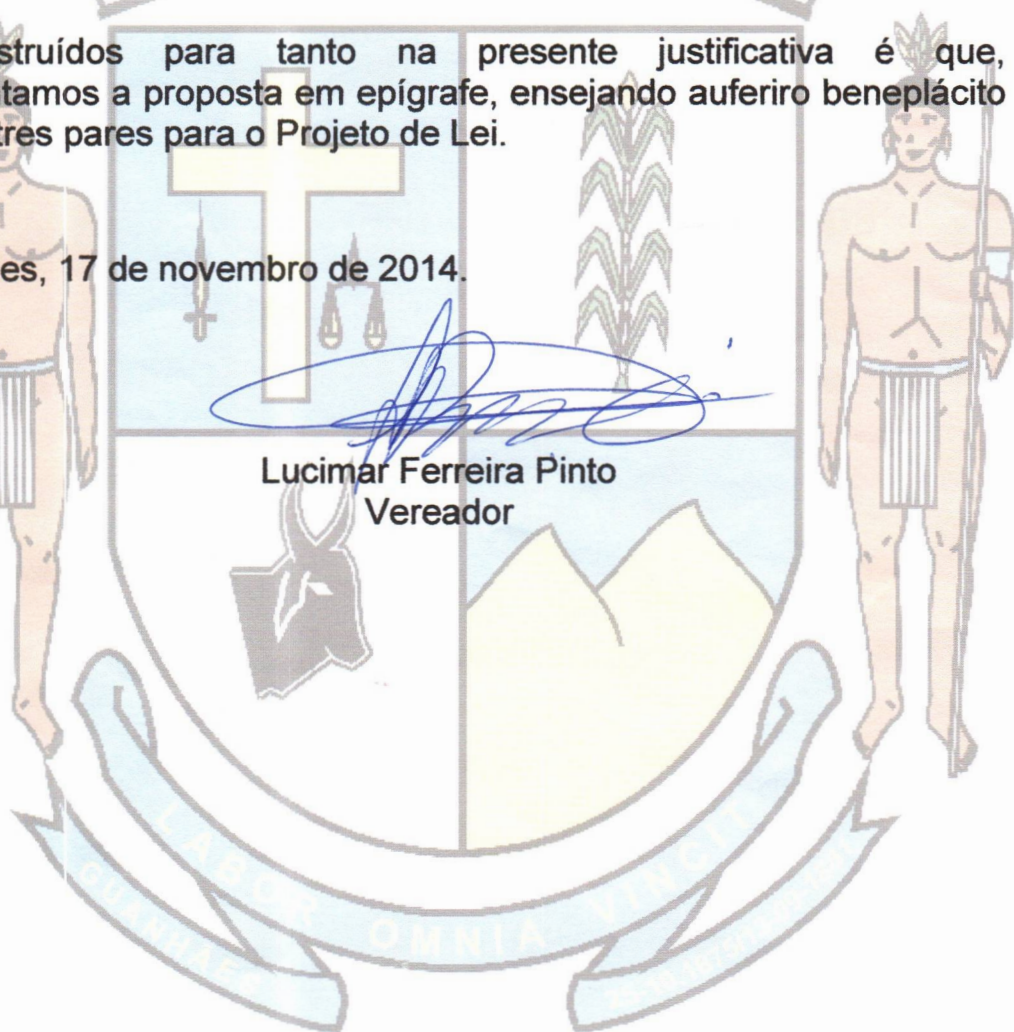 struídos para tanto na presente justificativa é que,
tamos a proposta em epígrafe, ensejando auferiro beneplácito
tres pares para o Projeto de Lei.
es, 17 de novembro de 2014.
Lucimar Ferreira Pinto
Vereador
LABOR OMNIA VINCIT
GUANHAES